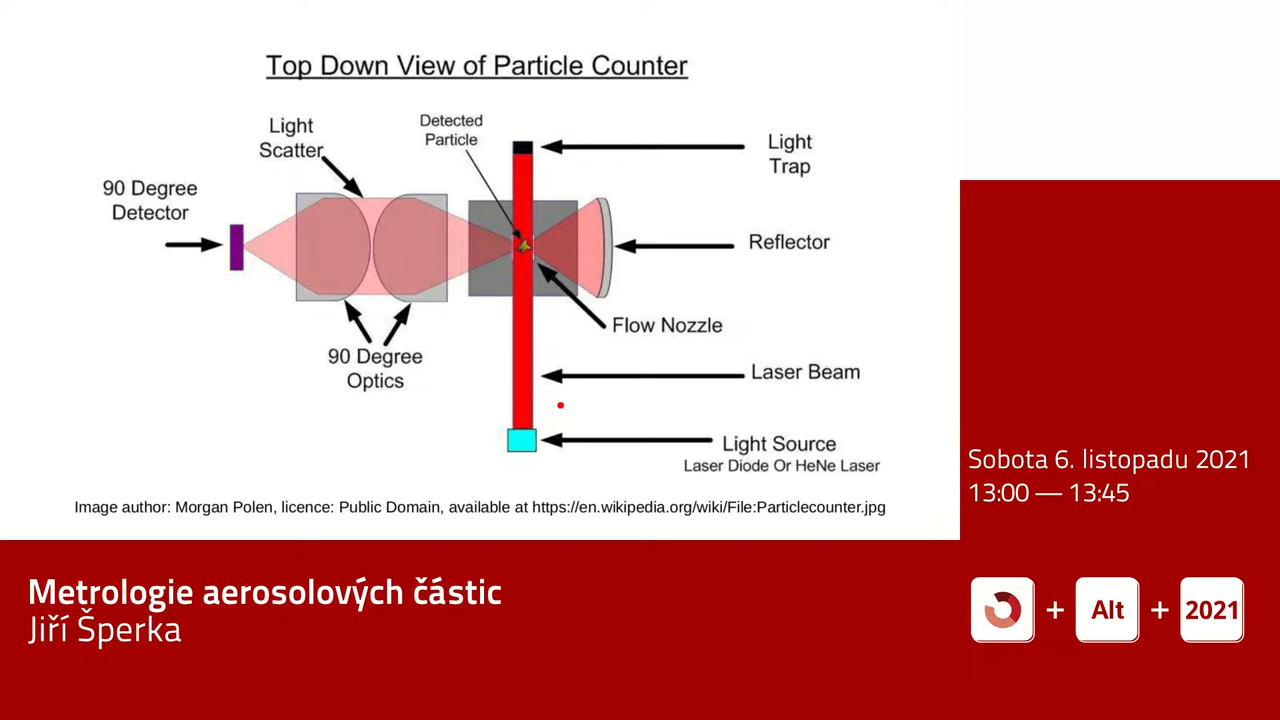 Top Down View of Particle Counter
Light
Scatter
Detected
Particle
Light
Trap
90 Degree
Detector
Reflector
Flow Nozzle
90 Degree
Optics
Laser Beam
Light Source
Laser Diode Or HeNe Laser
Image author: Morgan Polen, licence: Public Domain, available at https://en.wikipedia.org/wiki/File:Particlecounter.jpg
Sobota 6. listopadu 2021
13:00 — 13:45
Metrologie aerosolových částic
Jiří Šperka
+ Alt + 2021